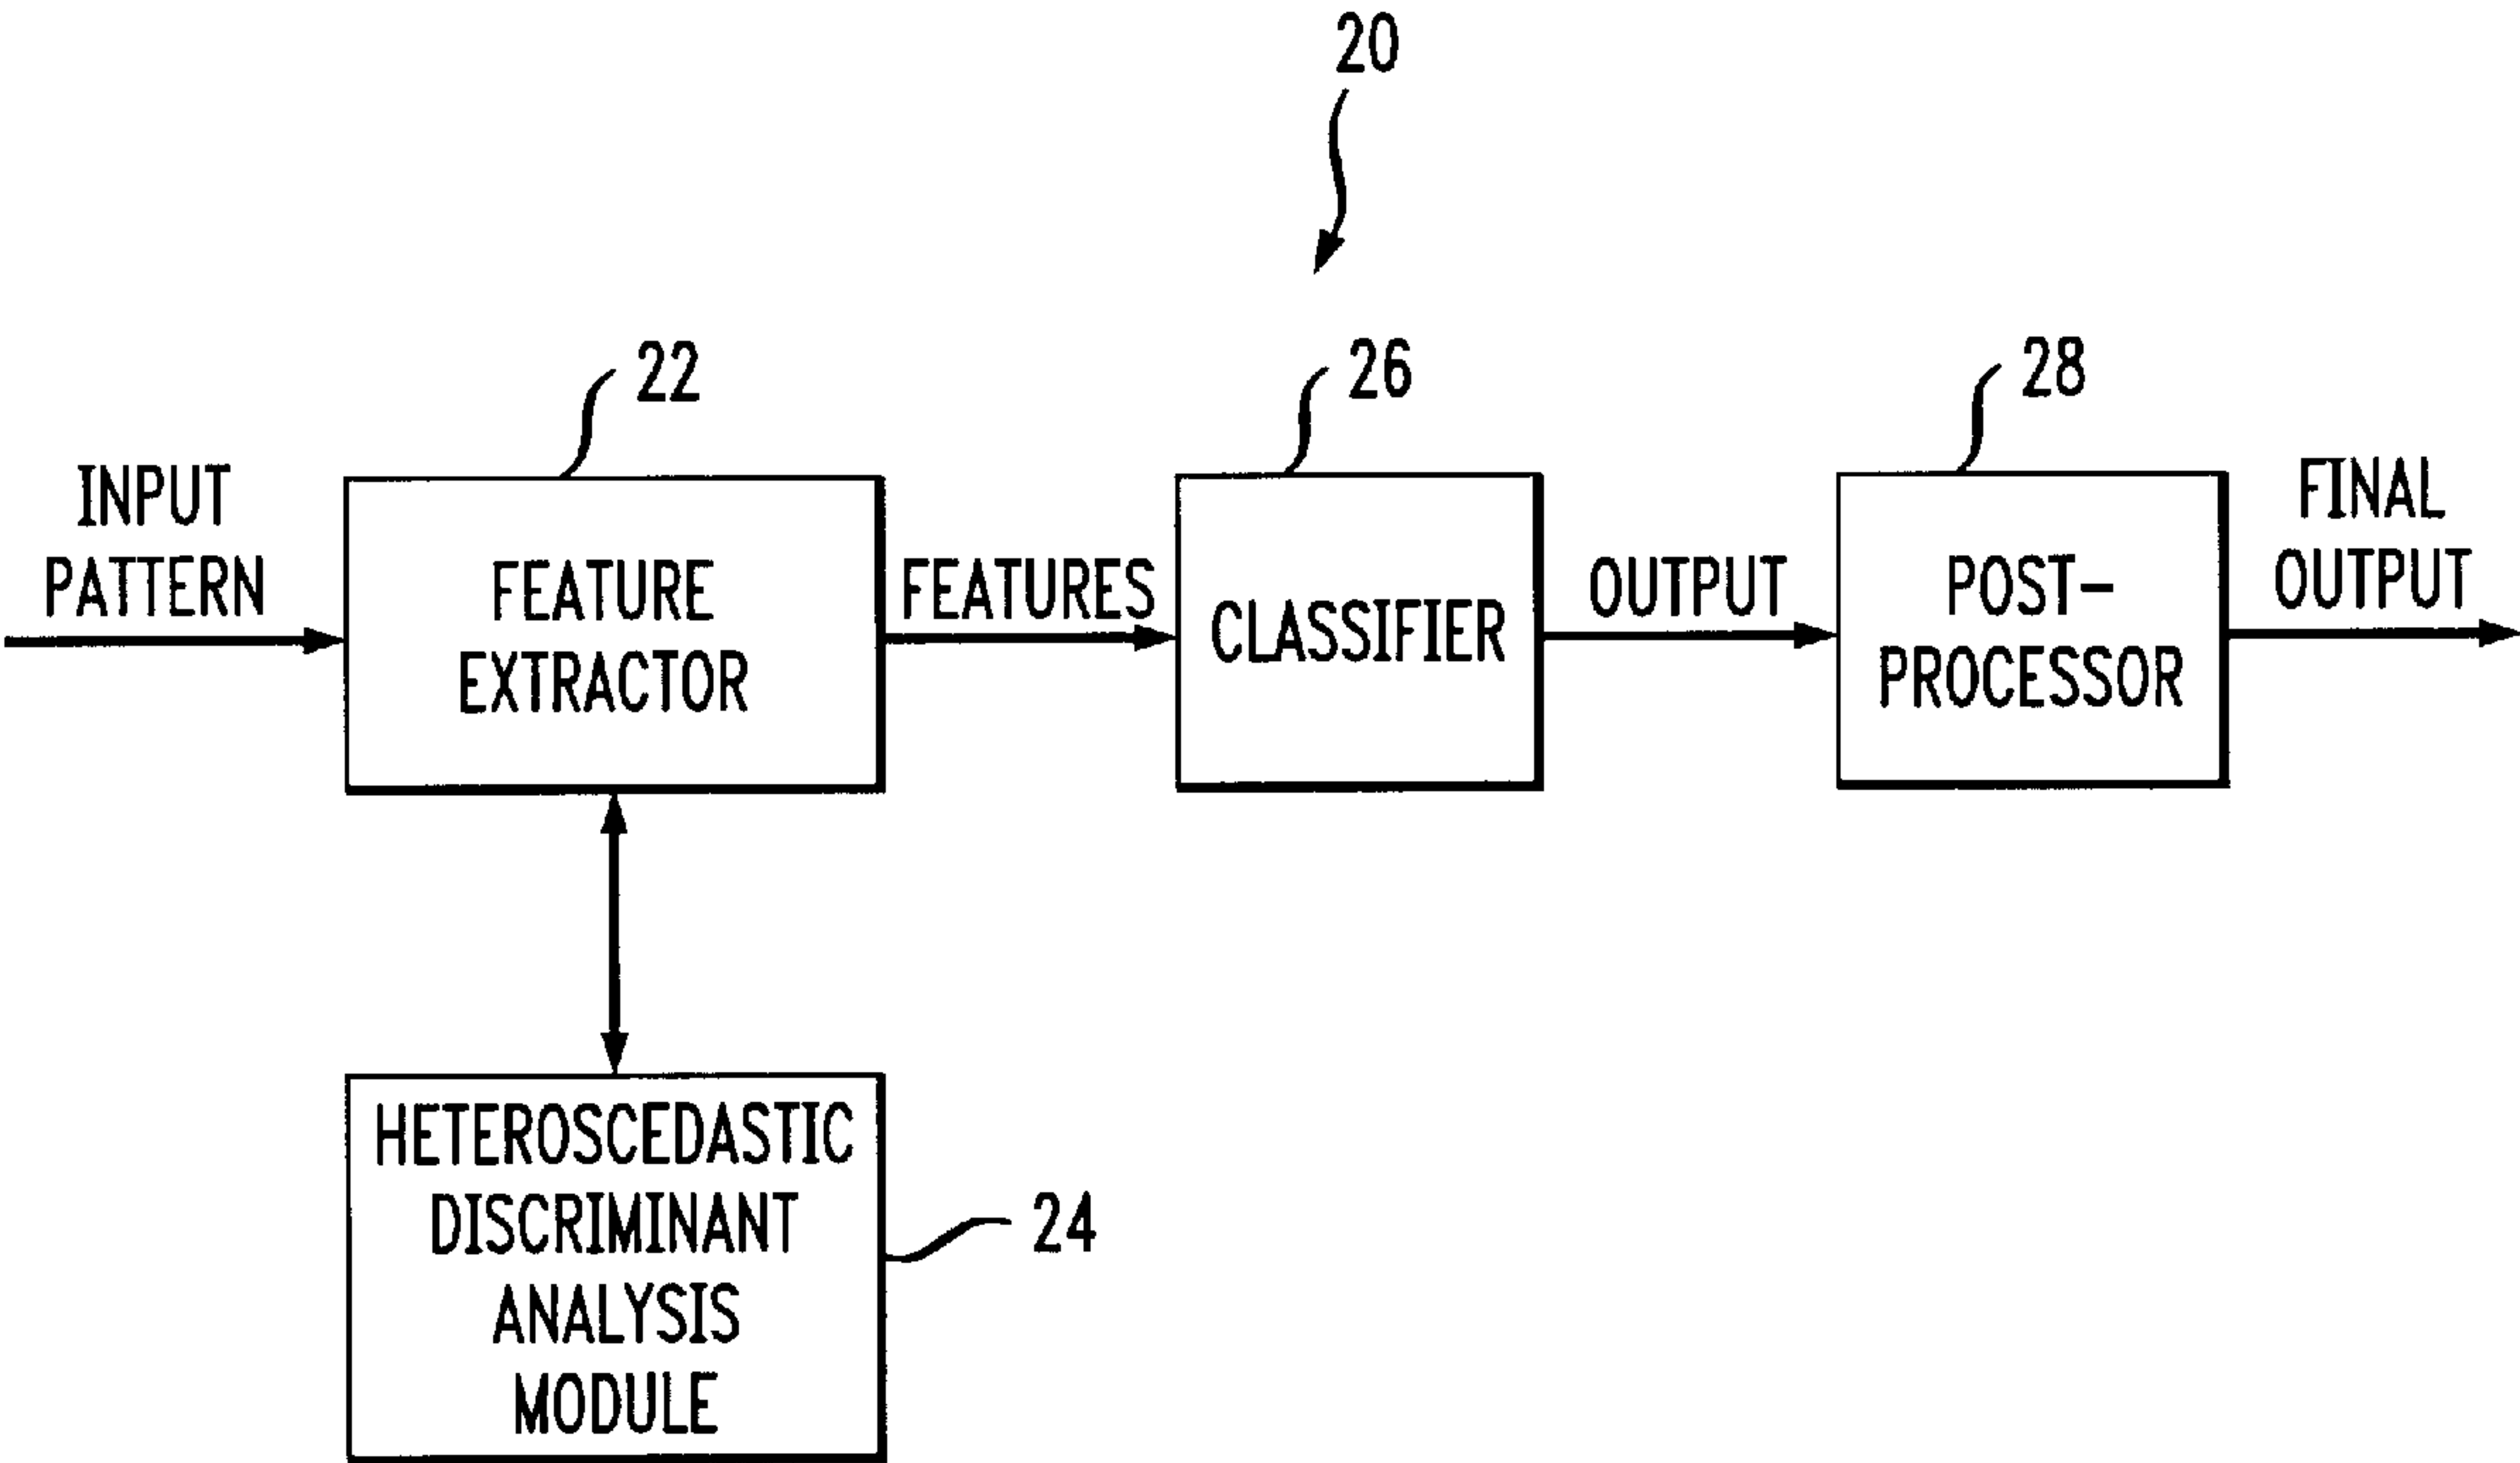 20
22
26
28
INPUT
PATTERN
FEATURE
EXTRACTOR
FEATURES
CLASSIFIER
OUTPUT
POST-
PROCESSOR
FINAL
OUTPUT
HETEROSCEDASTIC
DISCRIMINANT
ANALYSIS
MODULE
24